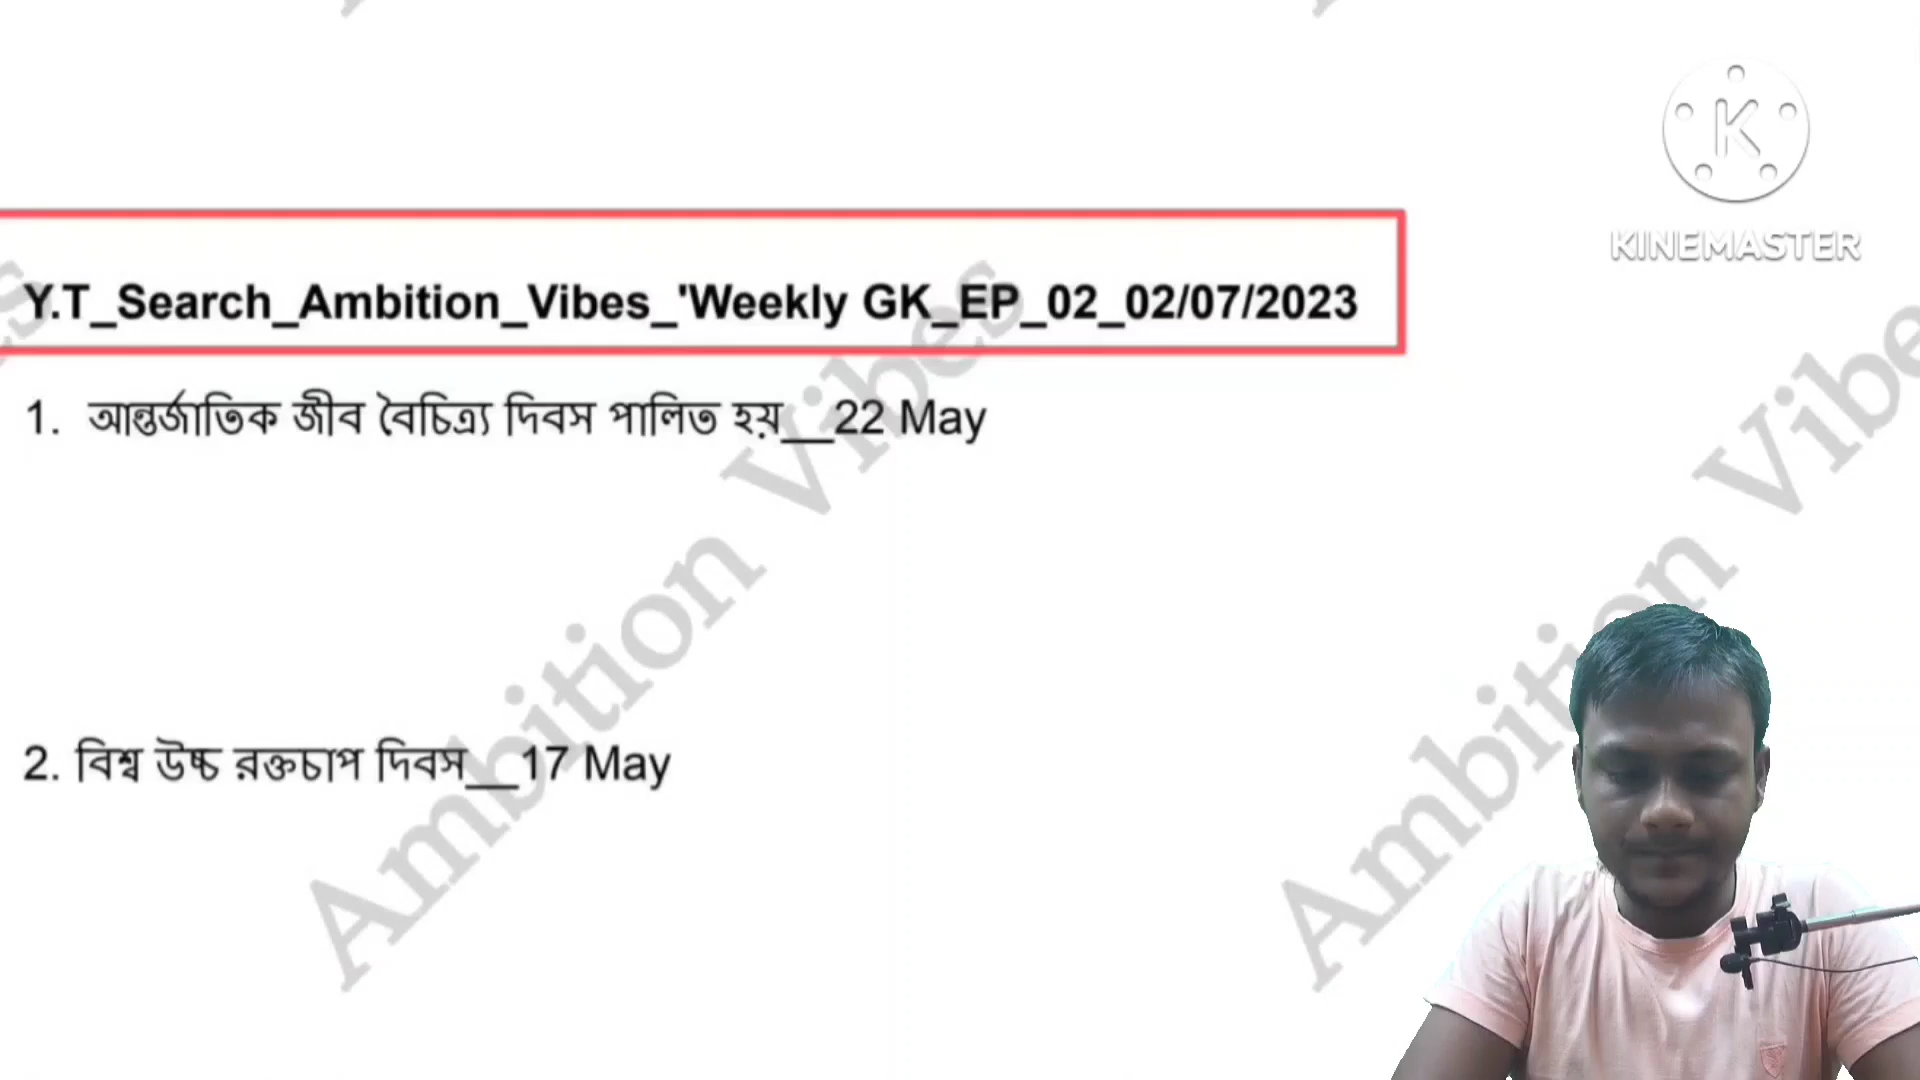 KINEMASTER
Y.T_Search_Ambition_Vibes_'Weekly GK_EP_02_02/07/2023
1. আন্তর্জাতিক জীব বৈচিত্র্য দিবস পালিত হয়__22 May
2. বিশ্ব উচ্চ রক্তচাপ দিবস__17 May
Ambition Vibes
Ambition Vibes